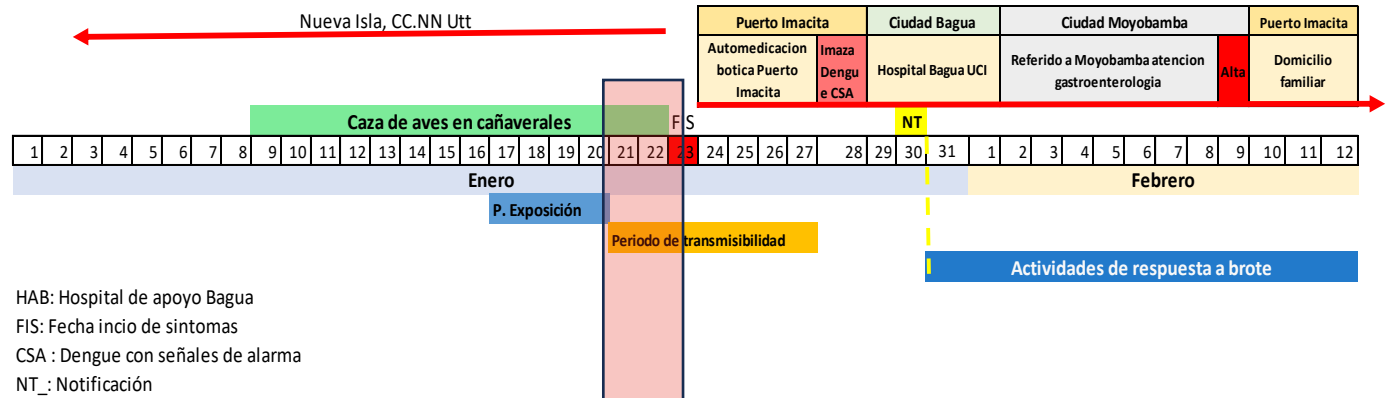 Nueva Isla, CC.NN Utt
Puerto Imacita
Ciudad Bagua
Ciudad Moyobamba
Puerto Imacita
Automedicacion
botica Puerto
Imacita
Imaza
Dengu
e CSA
Hospital Bagua UCI
Referido a Moyobamba atencion
gastroenterologia
Alta
Domicilio
familiar
Caza de aves en cañaverales
FIS
NT
1 2 3 4 5 6 7 8 9 10 11 12 13 14 15 16 17 18 19 20 21 22 23 24 25 26 27 28 29 30 31 1 2 3 4 5 6 7 8 9 10 11 12
Enero
Febrero
P. Exposición
Periodo de transmisibilidad
Actividades de respuesta a brote
HAB: Hospital de apoyo Bagua
FIS: Fecha incio de sintomas
CSA : Dengue con señales de alarma
NT_: Notificación